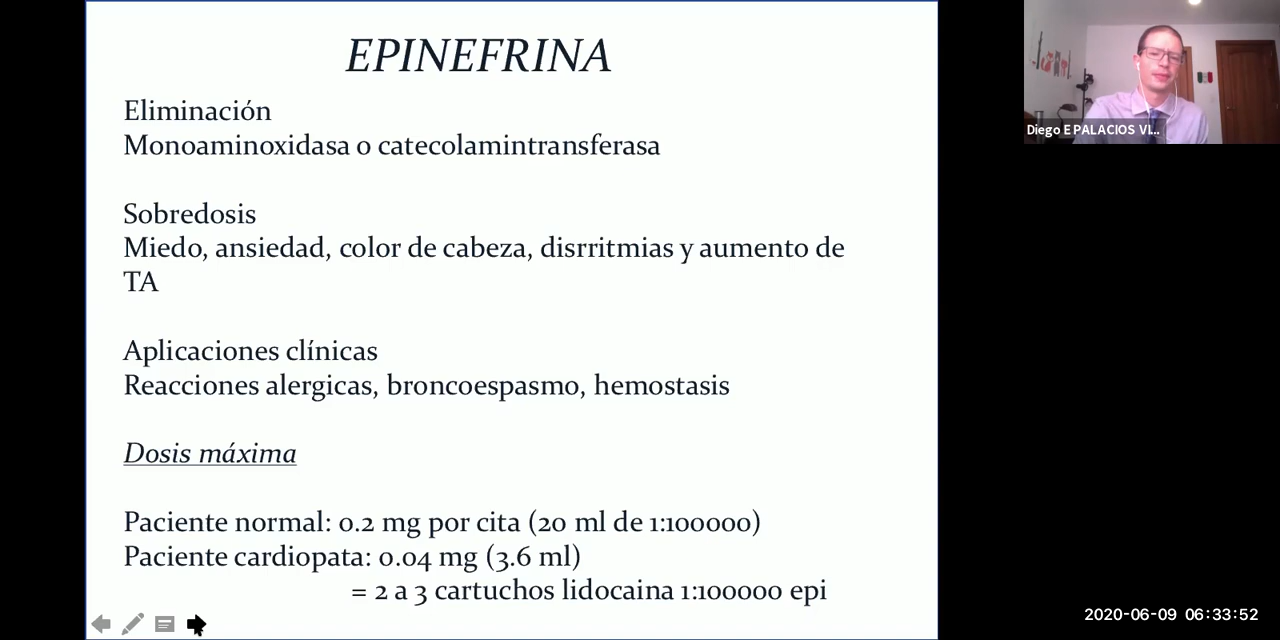 EPINEFRINA
Eliminación
Monoaminoxidasa o catecolamintransferasa
Sobredosis
Miedo, ansiedad, color de cabeza, disrritmias y aumento de
TA
Aplicaciones clínicas
Reacciones alergicas, broncoespasmo, hemostasis
Dosis máxima
Paciente normal: 0.2 mg por cita (20 ml de 1:100000)
Paciente cardiopata: 0.04 mg (3.6 ml)
= 2 a 3 cartuchos lidocaina 1:100000 epi
Diego E PALACIOS VI...
2020-06-09 06:33:52